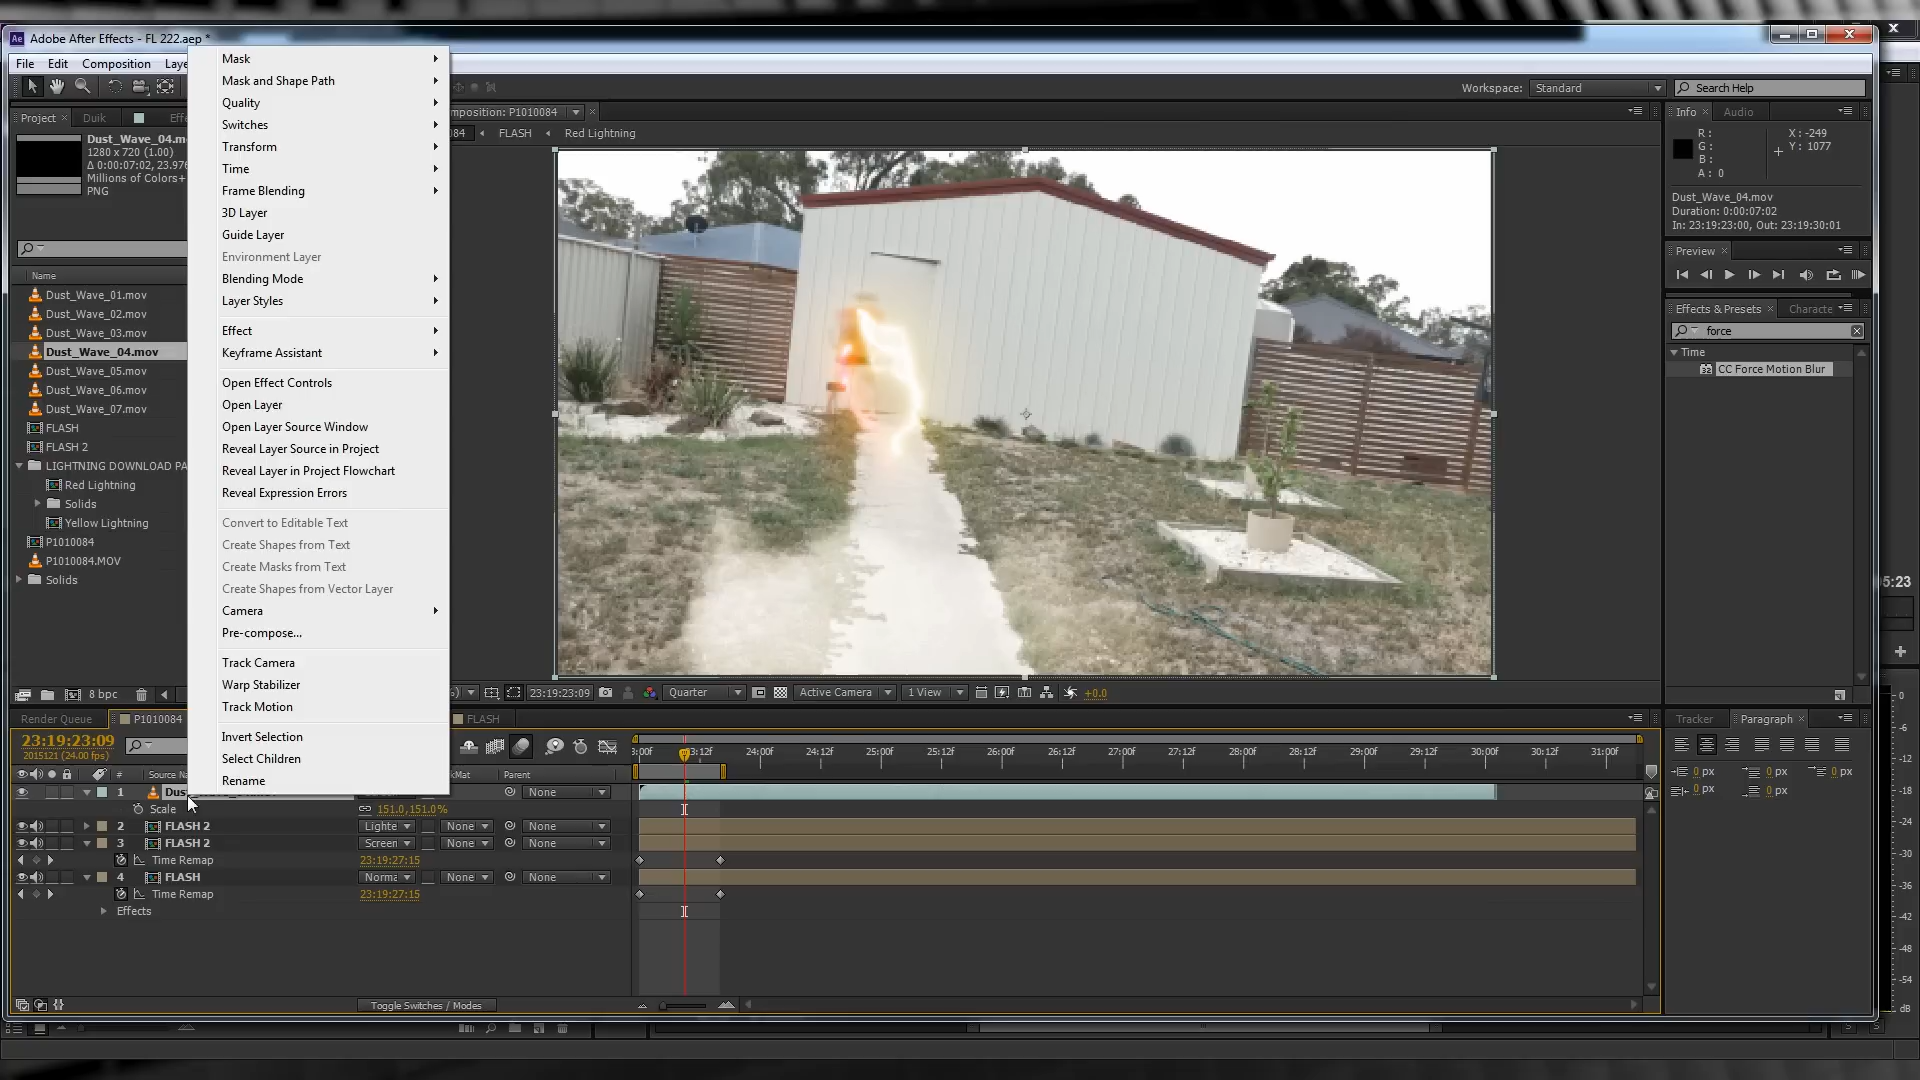 Adobe After Effects - FL 222.aep *
File Edit Composition
Workspace: Standard
Search Help
Project
Duik
Dust_Wave_04.m
1280 x 720 (1.00)
Δ 0:00:07:02, 23.976
Millions of Colors+
PNG
Name
Dust_Wave_01.mov
Dust_Wave_02.mov
Dust_Wave_03.mov
Dust_Wave_04.mov
Dust_Wave_05.mov
Dust_Wave_06.mov
Dust_Wave_07.mov
FLASH
FLASH 2
LIGHTNING DOWNLOAD PA
Red Lightning
Solids
Yellow Lightning
P1010084
P1010084.MOV
Solids
8 bpc
Mask
Mask and Shape Path
Quality
Switches
Transform
Time
Frame Blending
3D Layer
Guide Layer
Environment Layer
Blending Mode
Layer Styles
Effect
Keyframe Assistant
Open Effect Controls
Open Layer
Open Layer Source Window
Reveal Layer Source in Project
Reveal Layer in Project Flowchart
Reveal Expression Errors
Convert to Editable Text
Create Shapes from Text
Create Masks from Text
Create Shapes from Vector Layer
Camera
Pre-compose...
Track Camera
Warp Stabilizer
Track Motion
Invert Selection
Select Children
Rename
mposition: P1010084
084 FLASH Red Lightning
23:19:23:09 Quarter Active Camera 1 View +0.0
Info Audio
R :
G :
B :
A : 0
X : -249
Y : 1077
Dust_Wave_04.mov
Duration: 0:00:07:02
In: 23:19:23:00, Out: 23:19:30:01
Preview
Effects & Presets
Characte
force
Time
CC Force Motion Blur
5:23
Render Queue P1010084 FLASH
23:19:23:09
2015121 (24.00 fps)
3:00f 23:12f 24:00f 24:12f 25:00f 25:12f 26:00f 26:12f 27:00f 27:12f 28:00f 28:12f 29:00f 29:12f 30:00f 30:12f 31:00f
# Source Na kMat Parent
1 None
Scale 151.0,151.0%
2 FLASH 2 Lighte None None
3 FLASH 2 Screen None None
Time Remap 23:19:27:15
4 FLASH Norma None None
Time Remap 23:19:27:15
Effects
Toggle Switches / Modes
Tracker Paragraph
0 px 0 px 0 px
0 px 0 px
0
-6
-12
-18
-24
-30
-36
-42
-48
-54
dB
S S